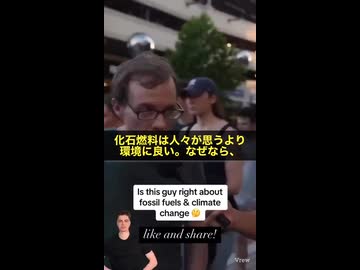 化石燃料は人々が思うより
環境に良い。なぜなら、
Is this guy right about
fossil fuels & climate
change 🤔
like and share!
Vrew